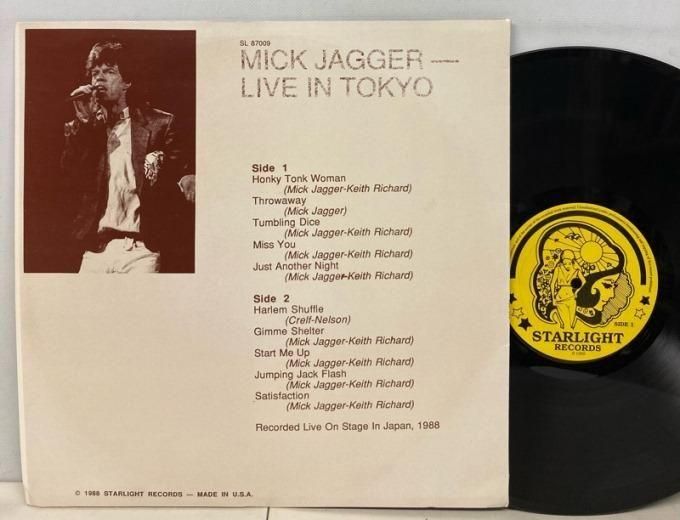 SL 87009
MICK JAGGER —
LIVE IN TOKYO
Side 1
Honky Tonk Woman
(Mick Jagger-Keith Richard)
Throwaway
(Mick Jagger)
Tumbling Dice
(Mick Jagger-Keith Richard)
Miss You
(Mick Jagger-Keith Richard)
Just Another Night
(Mick Jagger-Keith Richard)
Side 2
Harlem Shuffle
(Crelf-Nelson)
Gimme Shelter
(Mick Jagger-Keith Richard)
Start Me Up
(Mick Jagger-Keith Richard)
Jumping Jack Flash
(Mick Jagger-Keith Richard)
Satisfaction
(Mick Jagger-Keith Richard)
Recorded Live On Stage In Japan, 1988
© 1988 STARLIGHT RECORDS — MADE IN U.S.A.
SIDE 1
STARLIGHT
RECORDS